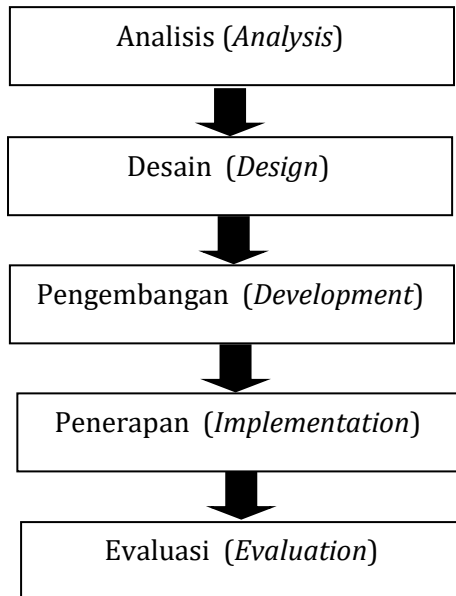 Analisis (Analysis)
Desain (Design)
Pengembangan (Development)
Penerapan (Implementation)
Evaluasi (Evaluation)